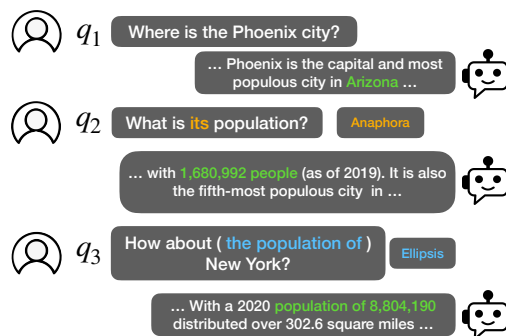 q1 Where is the Phoenix city?
... Phoenix is the capital and most
populous city in Arizona ...
q2 What is its population? Anaphora
... with 1,680,992 people (as of 2019). It is also
the fifth-most populous city in ...
q3 How about ( the population of )
New York?
Ellipsis
... With a 2020 population of 8,804,190
distributed over 302.6 square miles ...